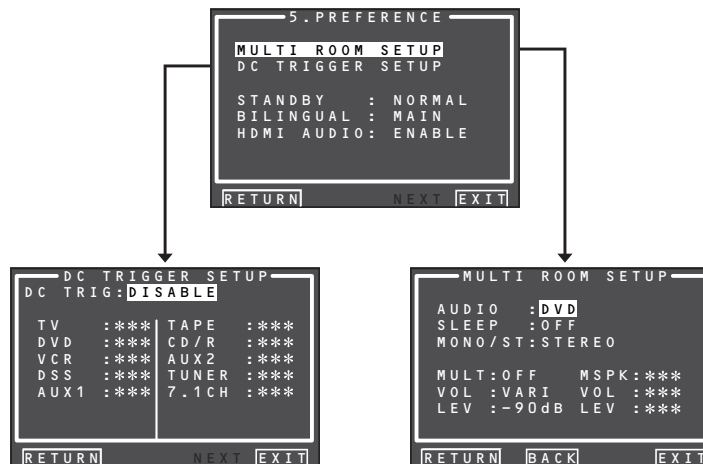 5.PREFERENCE
MULTI ROOM SETUP
DC TRIGGER SETUP
STANDBY : NORMAL
BILINGUAL : MAIN
HDMI AUDIO: ENABLE
RETURN NEXT EXIT
DC TRIGGER SETUP
DC TRIG:DISABLE
TV :*** TAPE :***
DVD :*** CD/R :***
VCR :*** AUX2 :***
DSS :*** TUNER :***
AUX1 :*** 7.1CH :***
RETURN NEXT EXIT
MULTI ROOM SETUP
AUDIO :DVD
SLEEP :OFF
MONO/ST:STEREO
MULT:OFF MSPK:***
VOL :VARI VOL :***
LEV :-90dB LEV :***
RETURN BACK EXIT